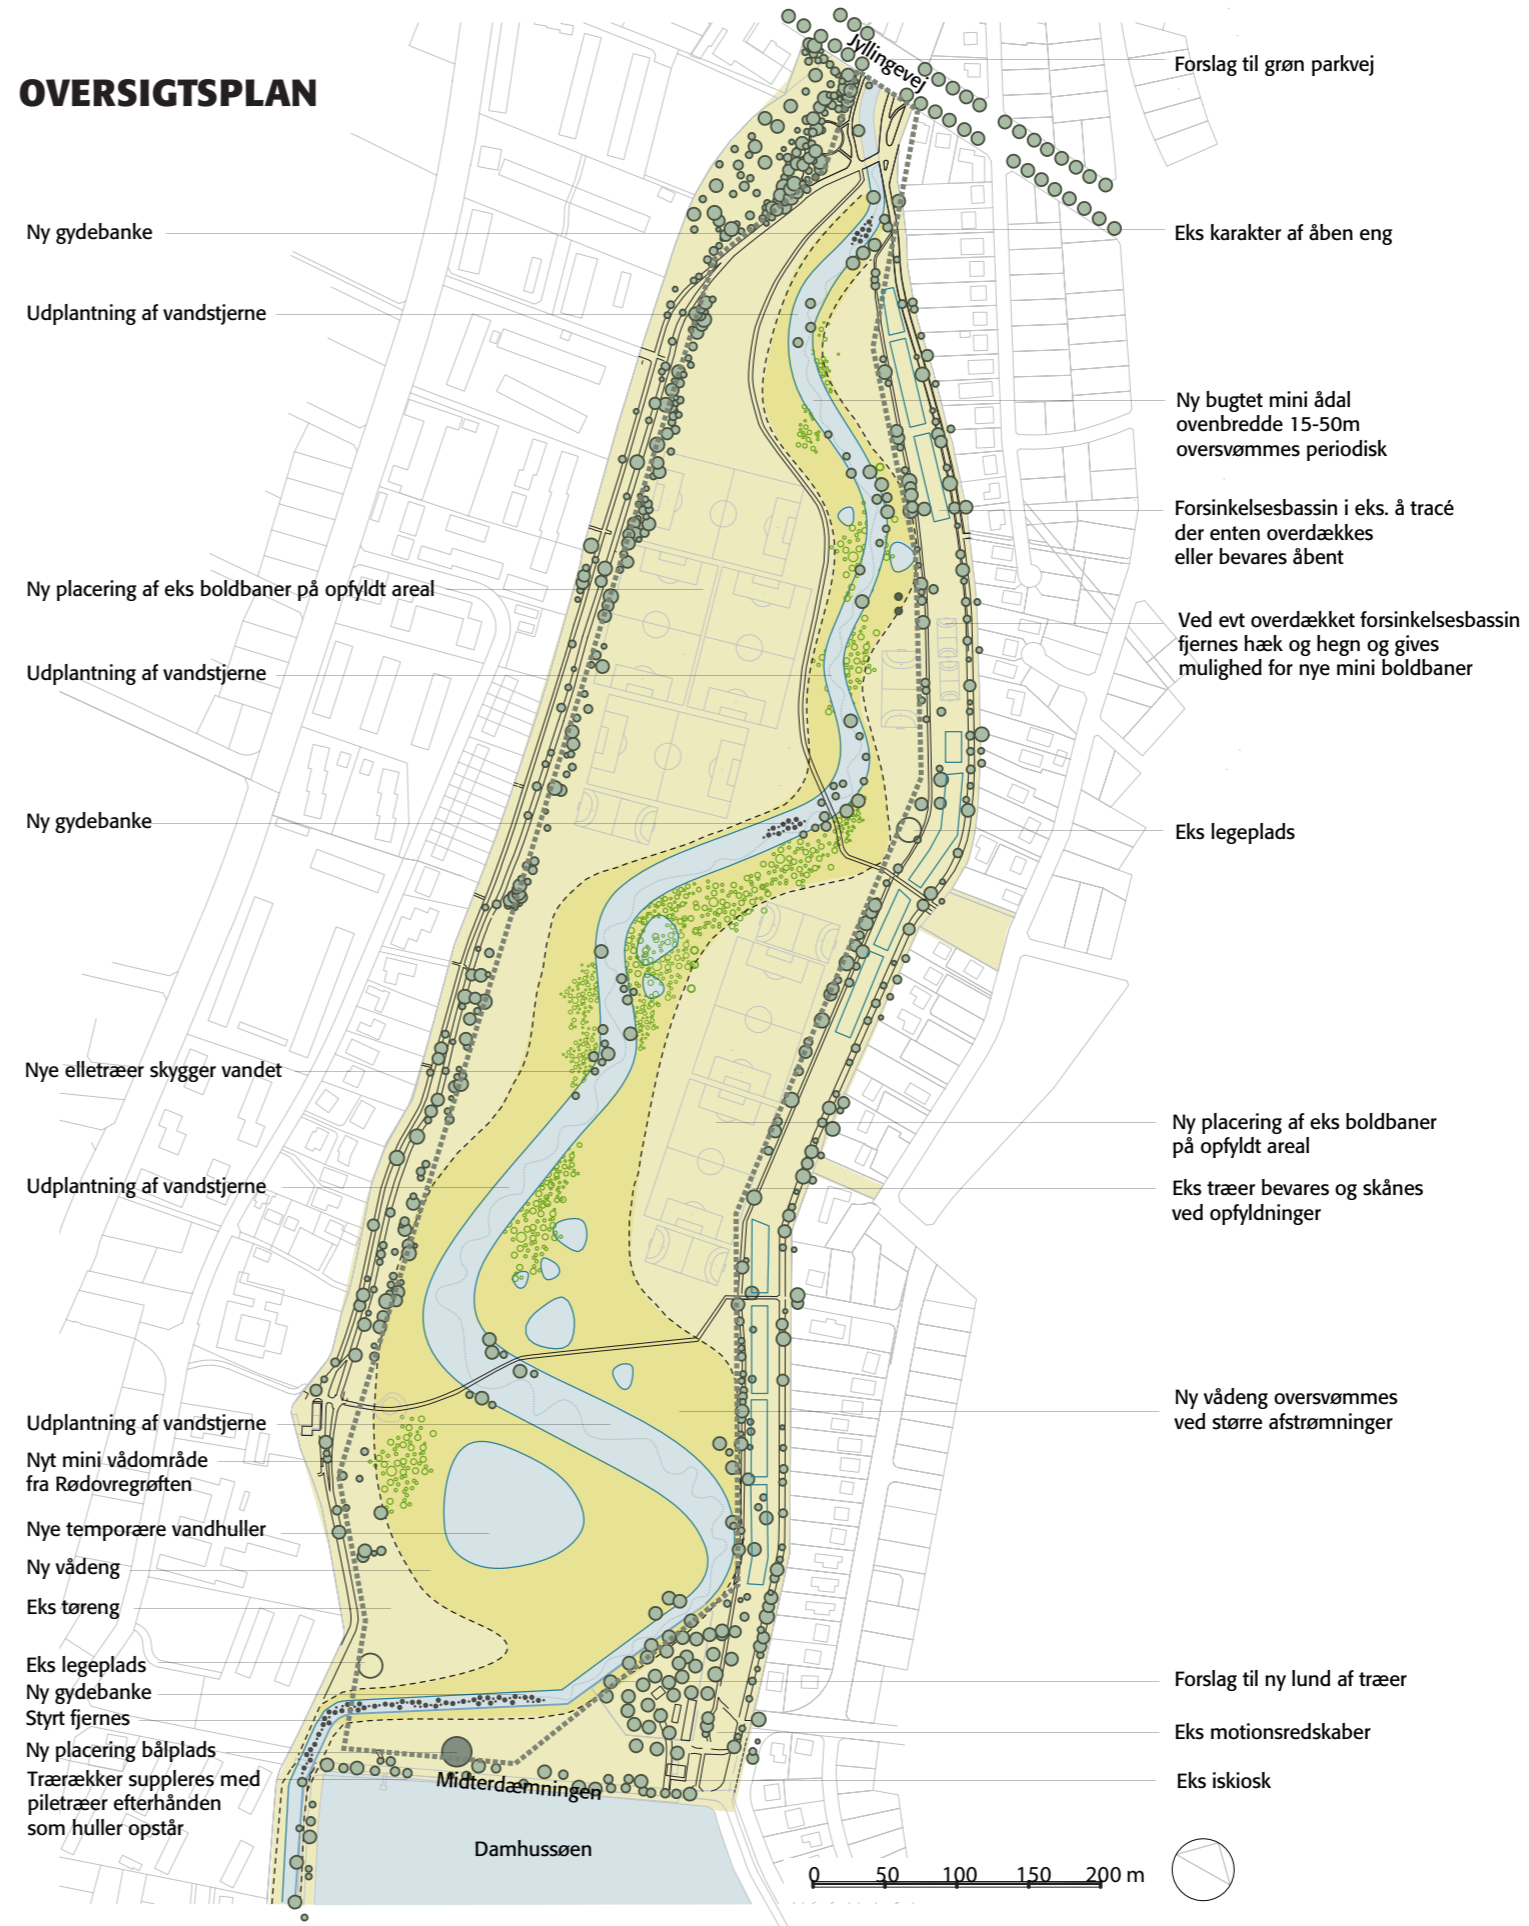 OVERSIGTSPLAN
Jyllingevej
Forslag til grøn parkvej
Ny gydebanke
Eks karakter af åben eng
Udplantning af vandstjerne
Ny bugtet mini ådal
ovenbredde 15-50m
oversvømmes periodisk
Forsinkelsesbassin i eks. å tracé
der enten overdækkes
eller bevares åbent
Ny placering af eks boldbaner på opfyldt areal
Ved evt overdækket forsinkelsesbassin
fjernes hæk og hegn og gives
mulighed for nye mini boldbaner
Udplantning af vandstjerne
Ny gydebanke
Eks legeplads
Nye elletræer skygger vandet
Ny placering af eks boldbaner
på opfyldt areal
Udplantning af vandstjerne
Eks træer bevares og skånes
ved opfyldninger
Ny vådeng oversvømmes
ved større afstrømninger
Udplantning af vandstjerne
Nyt mini vådområde
fra Rødovregrøften
Nye temporære vandhuller
Ny vådeng
Eks tøreng
Eks legeplads
Ny gydebanke
Styrt fjernes
Ny placering bålplads
Trærækker suppleres med
piletræer efterhånden
som huller opstår
Forslag til ny lund af træer
Eks motionsredskaber
Eks iskiosk
Midterdæmningen
Damhussøen
0 50 100 150 200 m